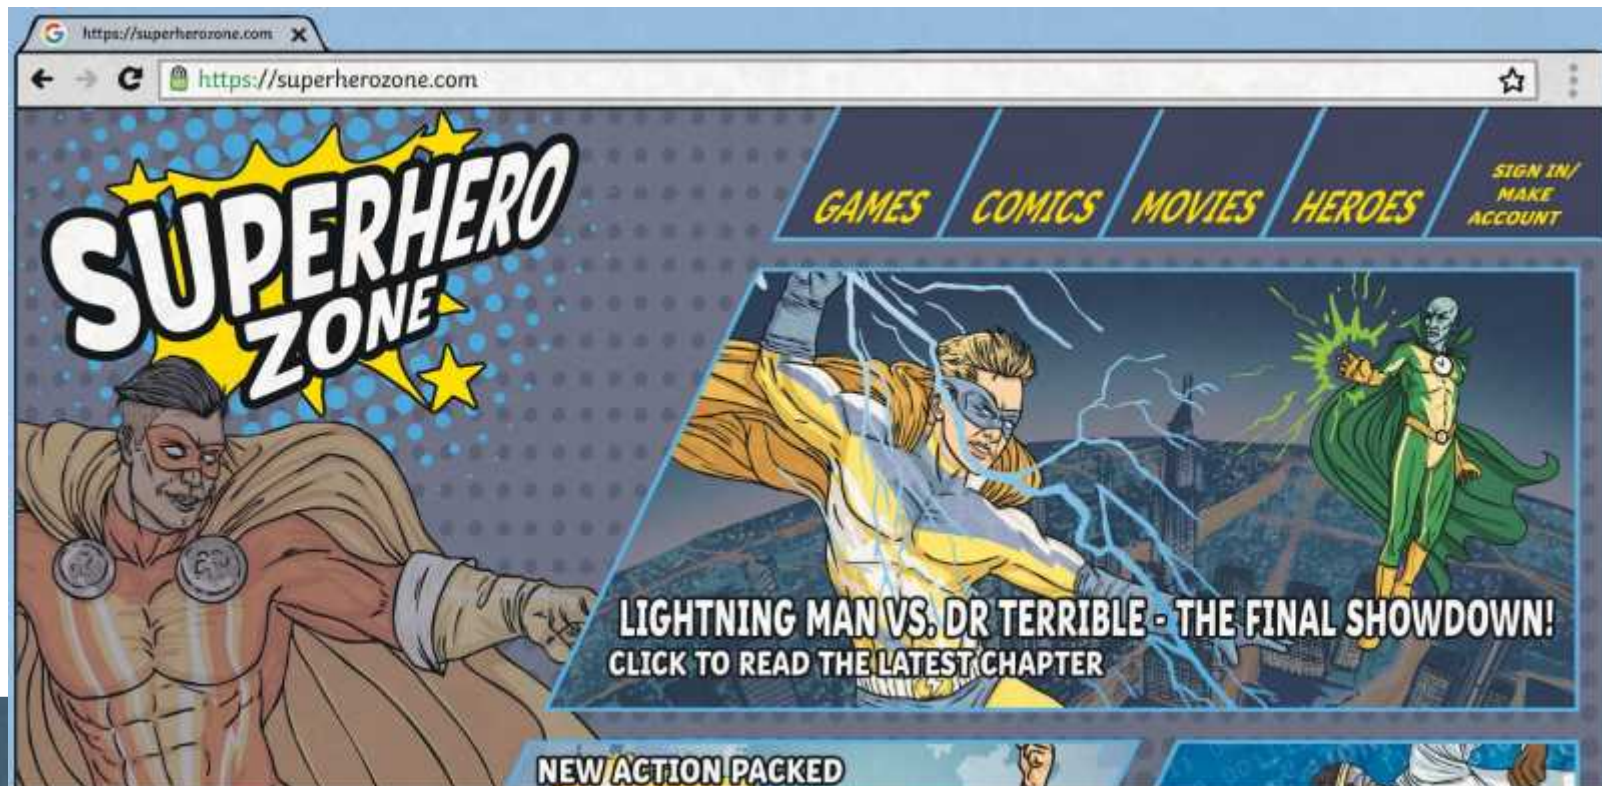 https://superherozone.com
https://superherozone.com
SUPERHERO
ZONE
GAMES
COMICS
MOVIES
HEROES
SIGN IN/
MAKE
ACCOUNT
LIGHTNING MAN VS. DR TERRIBLE - THE FINAL SHOWDOWN!
CLICK TO READ THE LATEST CHAPTER
NEW ACTION PACKED